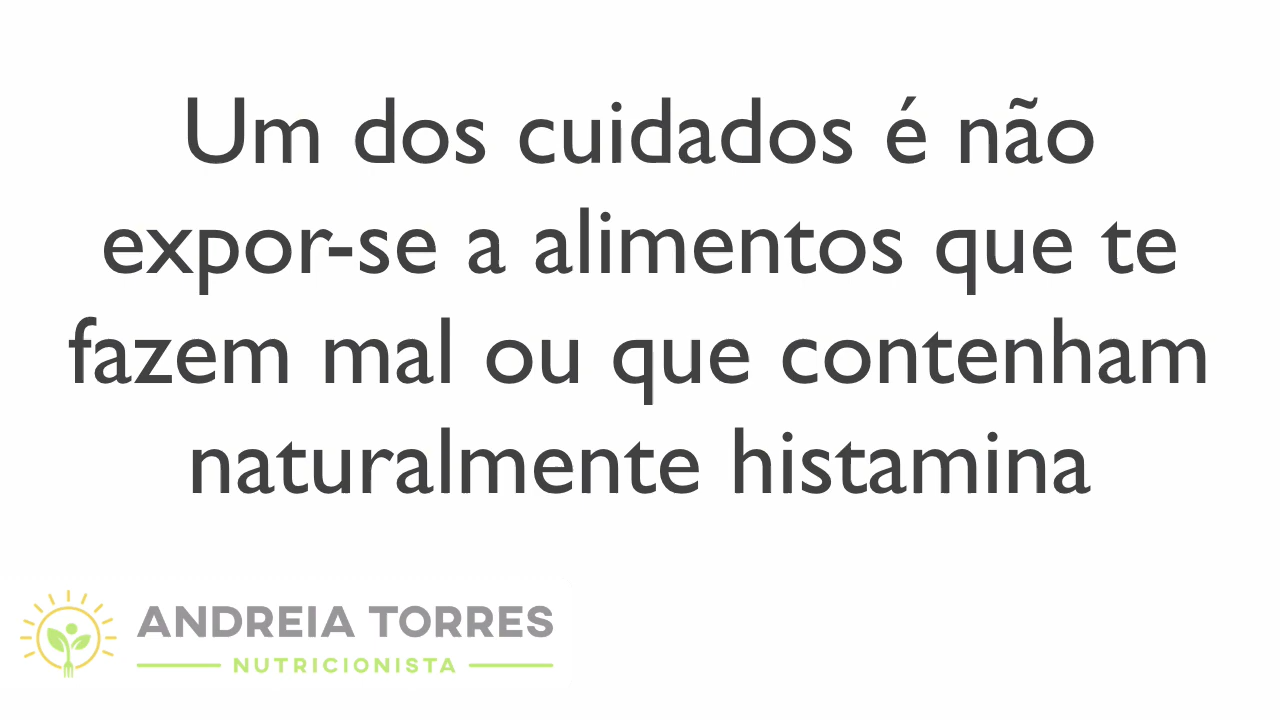 Um dos cuidados é não
expor-se a alimentos que te
fazem mal ou que contenham
naturalmente histamina
ANDREIA TORRES
NUTRICIONISTA